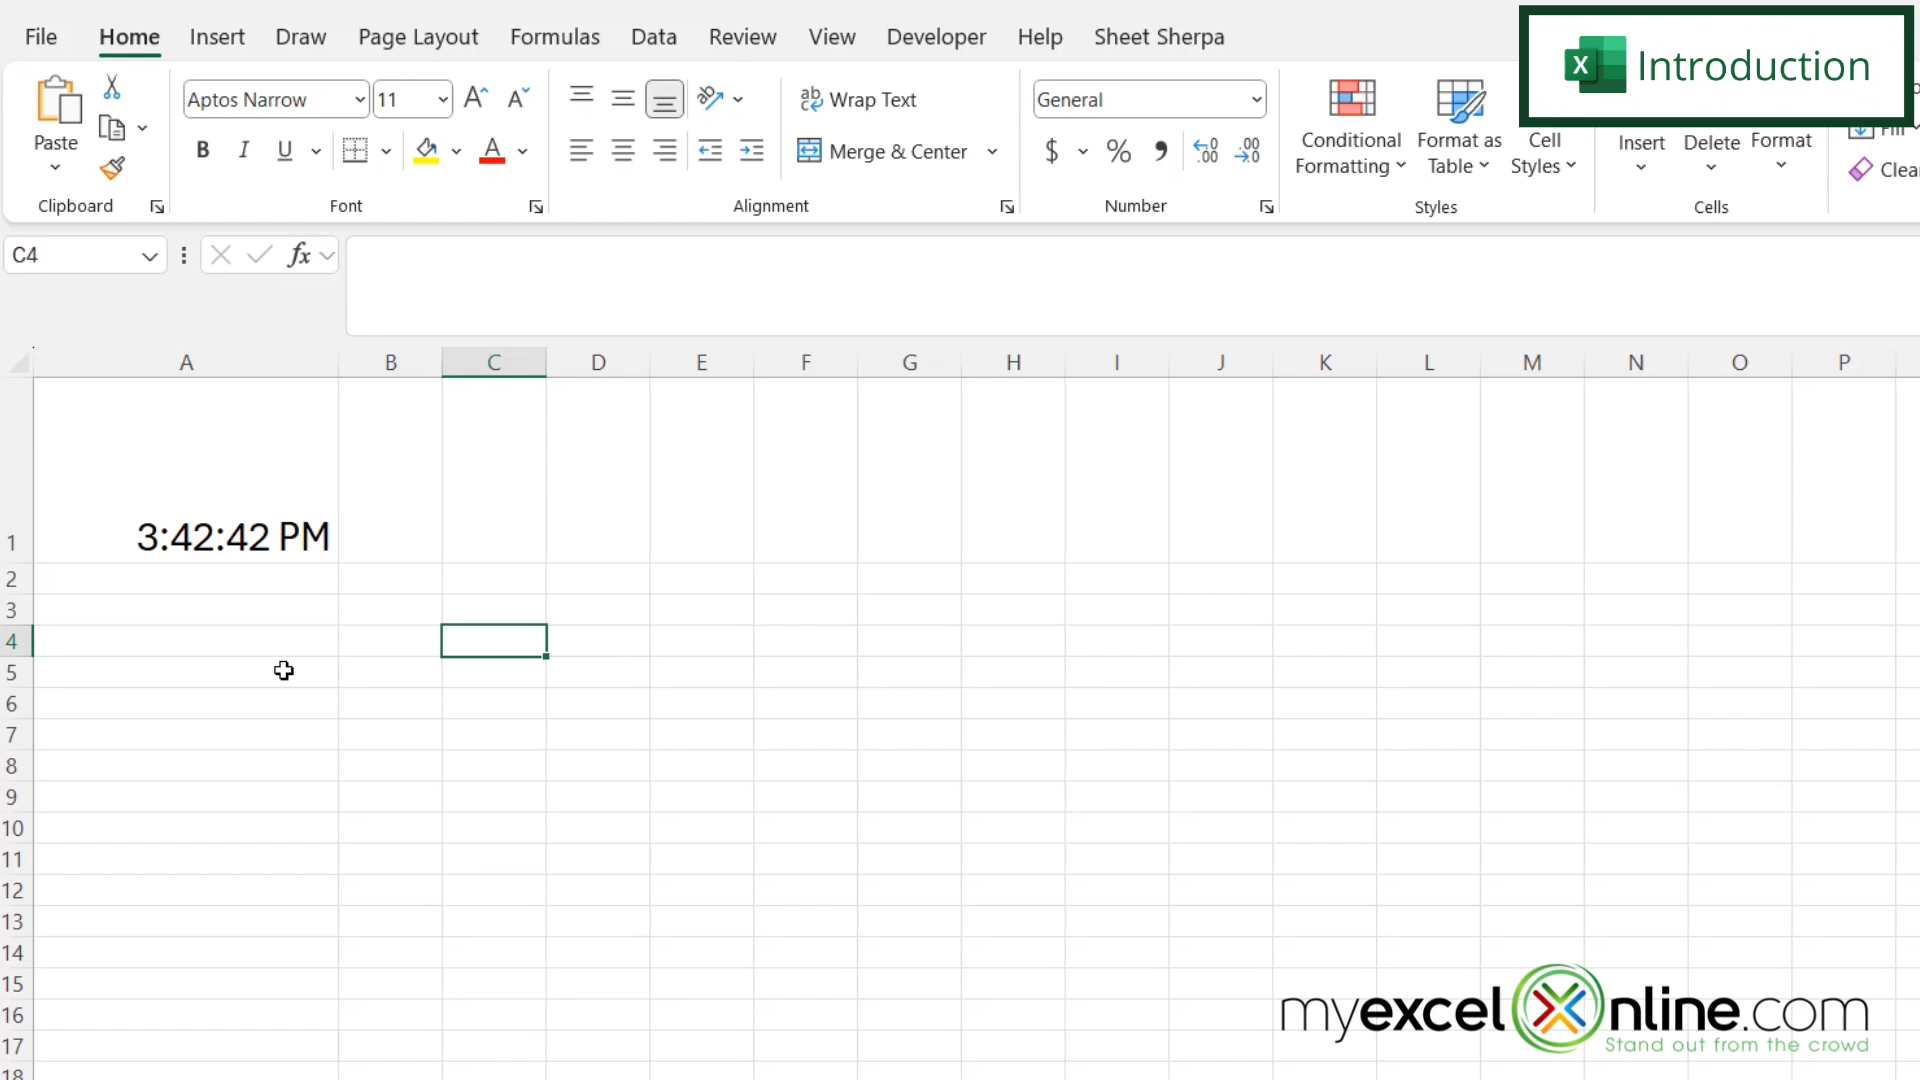 File Home Insert Draw Page Layout Formulas Data Review View Developer Help Sheet Sherpa
X Introduction
Aptos Narrow 11 A A Wrap Text General
Paste B I U A Merge & Center $ % Conditional Formatting Format as Table Cell Styles Insert Delete Format Fill
Clear
Clipboard Font Alignment Number Styles Cells
C4 fx
A B C D E F G H I J K L M N O P
1 3:42:42 PM
2
3
4
5
6
7
8
9
10
11
12
13
14
15
16
17
18
myexcelonline.com
Stand out from the crowd